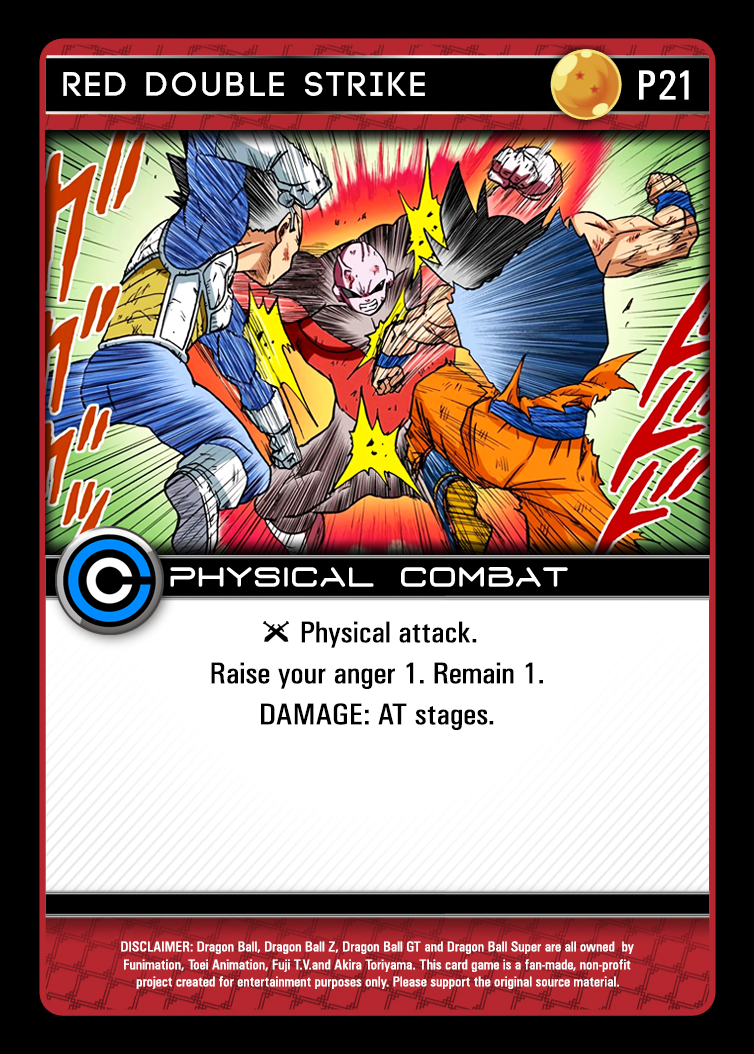 RED DOUBLE STRIKE
P21
PHYSICAL COMBAT
Physical attack.
Raise your anger 1. Remain 1.
DAMAGE: AT stages.
DISCLAIMER: Dragon Ball, Dragon Ball Z, Dragon Ball GT and Dragon Ball Super are all owned by
Funimation, Toei Animation, Fuji T.V.and Akira Toriyama. This card game is a fan-made, non-profit
project created for entertainment purposes only. Please support the original source material.